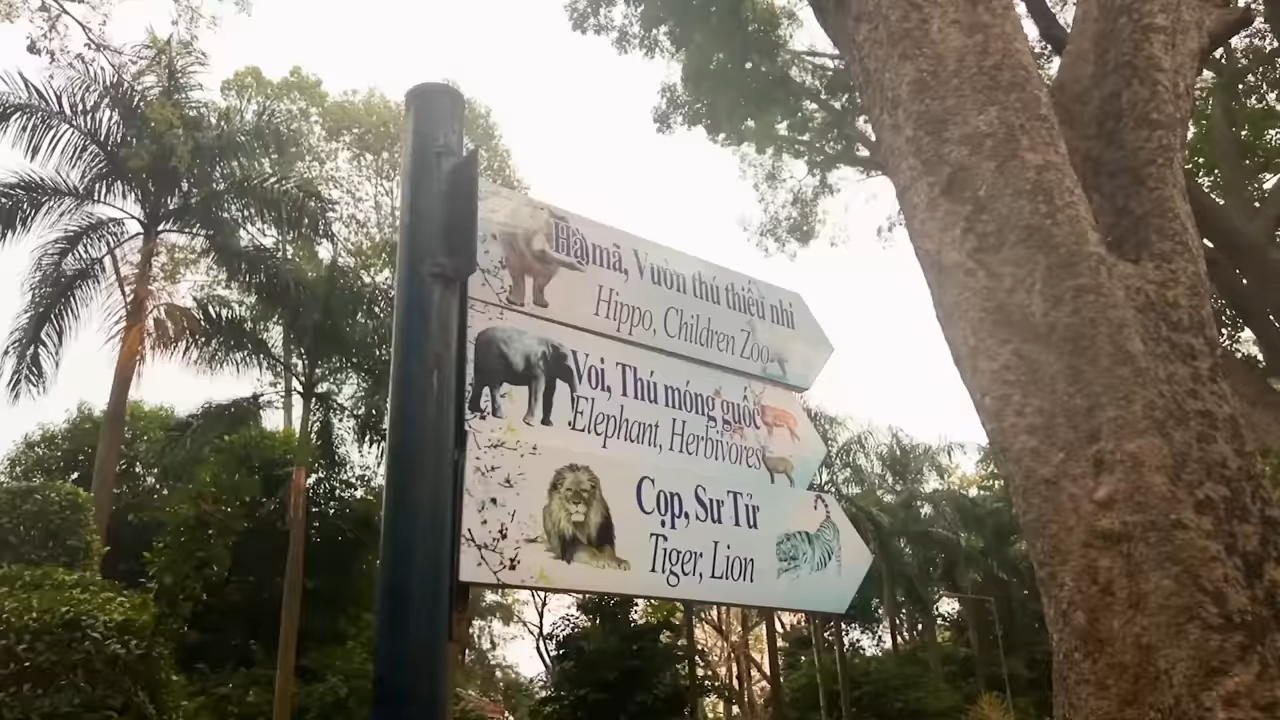 Hà mã, Vườn thú thiếu nhi
Hippo, Children Zoo
Voi, Thú móng guốc
Elephant, Herbivores
Cọp, Sư Tử
Tiger, Lion